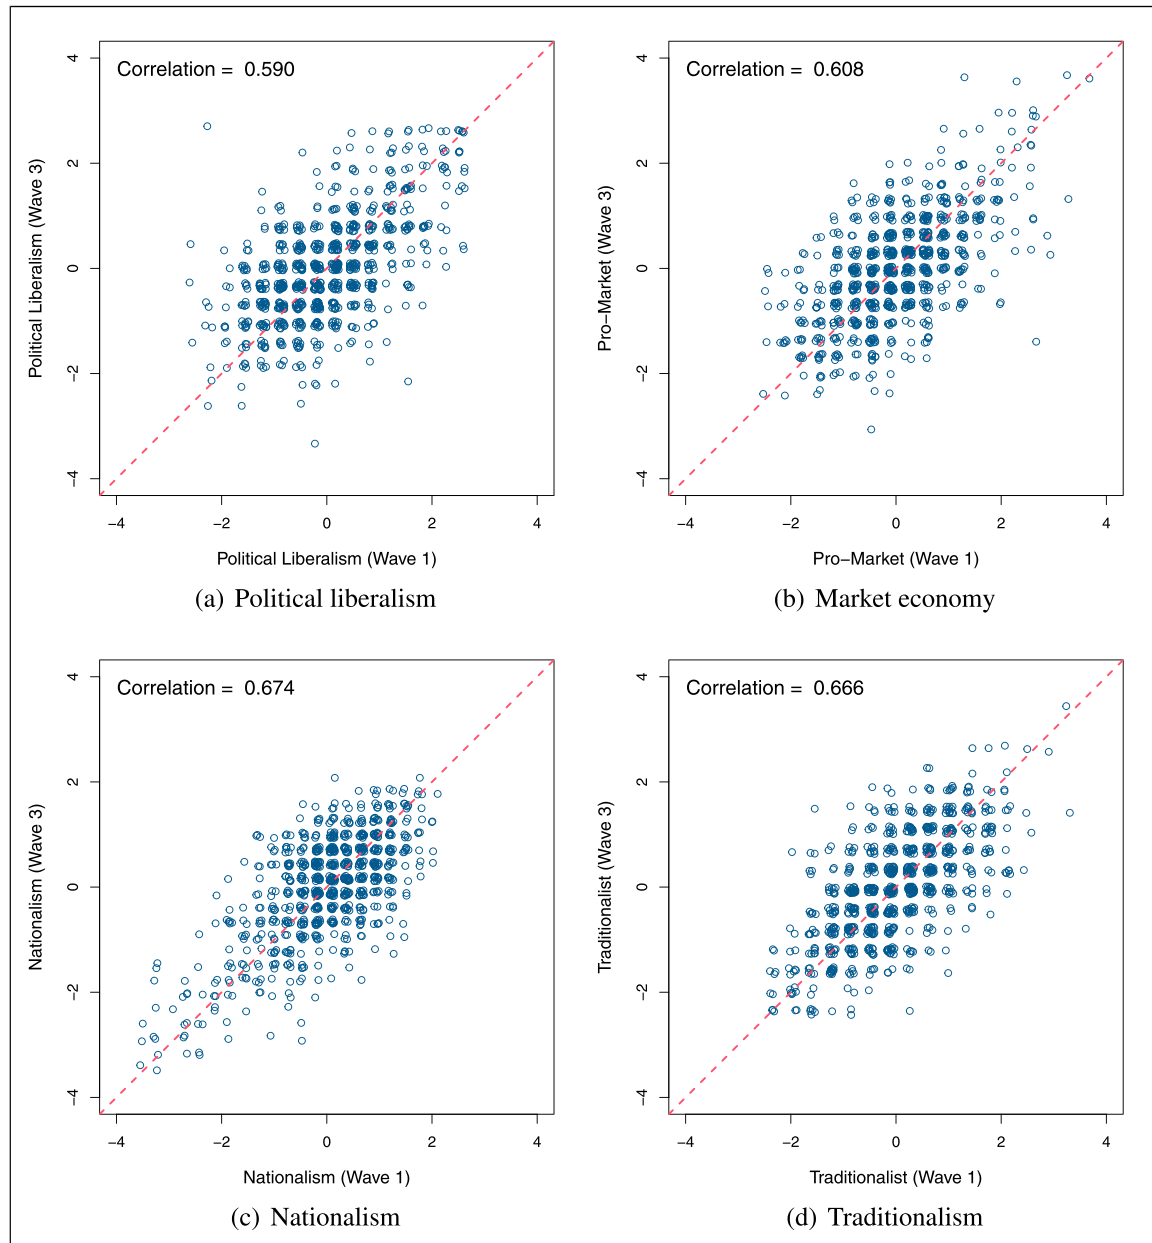 Correlation = 0.590
4
2
0
−2
−4
Political Liberalism (Wave 3)
−4 −2 0 2 4
Political Liberalism (Wave 1)
(a) Political liberalism
Correlation = 0.608
4
2
0
−2
−4
Pro−Market (Wave 3)
−4 −2 0 2 4
Pro−Market (Wave 1)
(b) Market economy
Correlation = 0.674
4
2
0
−2
−4
Nationalism (Wave 3)
−4 −2 0 2 4
Nationalism (Wave 1)
(c) Nationalism
Correlation = 0.666
4
2
0
−2
−4
Traditionalist (Wave 3)
−4 −2 0 2 4
Traditionalist (Wave 1)
(d) Traditionalism